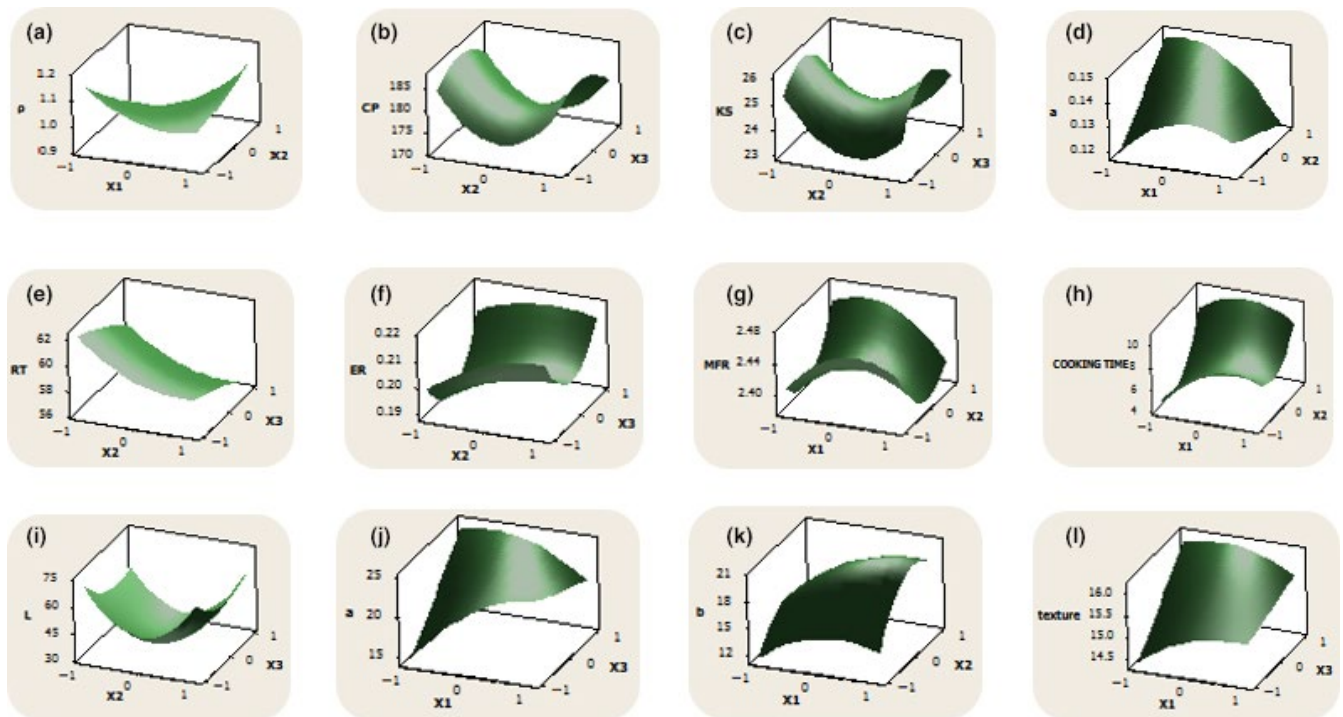 (a)
1.2
1.1
1.0
0.9
ρ
−1
0
1
X1
−1
0
1
X2
(b)
185
180
175
170
CP
−1
0
1
X2
−1
0
1
X3
(c)
26
25
24
23
KS
−1
0
1
X2
−1
0
1
X3
(d)
0.15
0.14
0.13
0.12
a
−1
0
1
X1
−1
0
1
X2
(e)
62
60
58
56
RT
−1
0
1
X2
−1
0
1
X3
(f)
0.22
0.21
0.20
0.19
ER
−1
0
1
X2
−1
0
1
X3
(g)
2.48
2.44
2.40
MFR
−1
0
1
X1
−1
0
1
X2
(h)
10
COOKING TIME8
6
4
−1
0
1
X1
−1
0
1
X2
(i)
75
60
45
30
L
−1
0
1
X2
−1
0
1
X3
(j)
25
20
15
a
−1
0
1
X1
−1
0
1
X3
(k)
21
18
15
12
b
−1
0
1
X1
−1
0
1
X2
(l)
16.0
15.5
15.0
14.5
texture
−1
0
1
X1
−1
0
1
X3